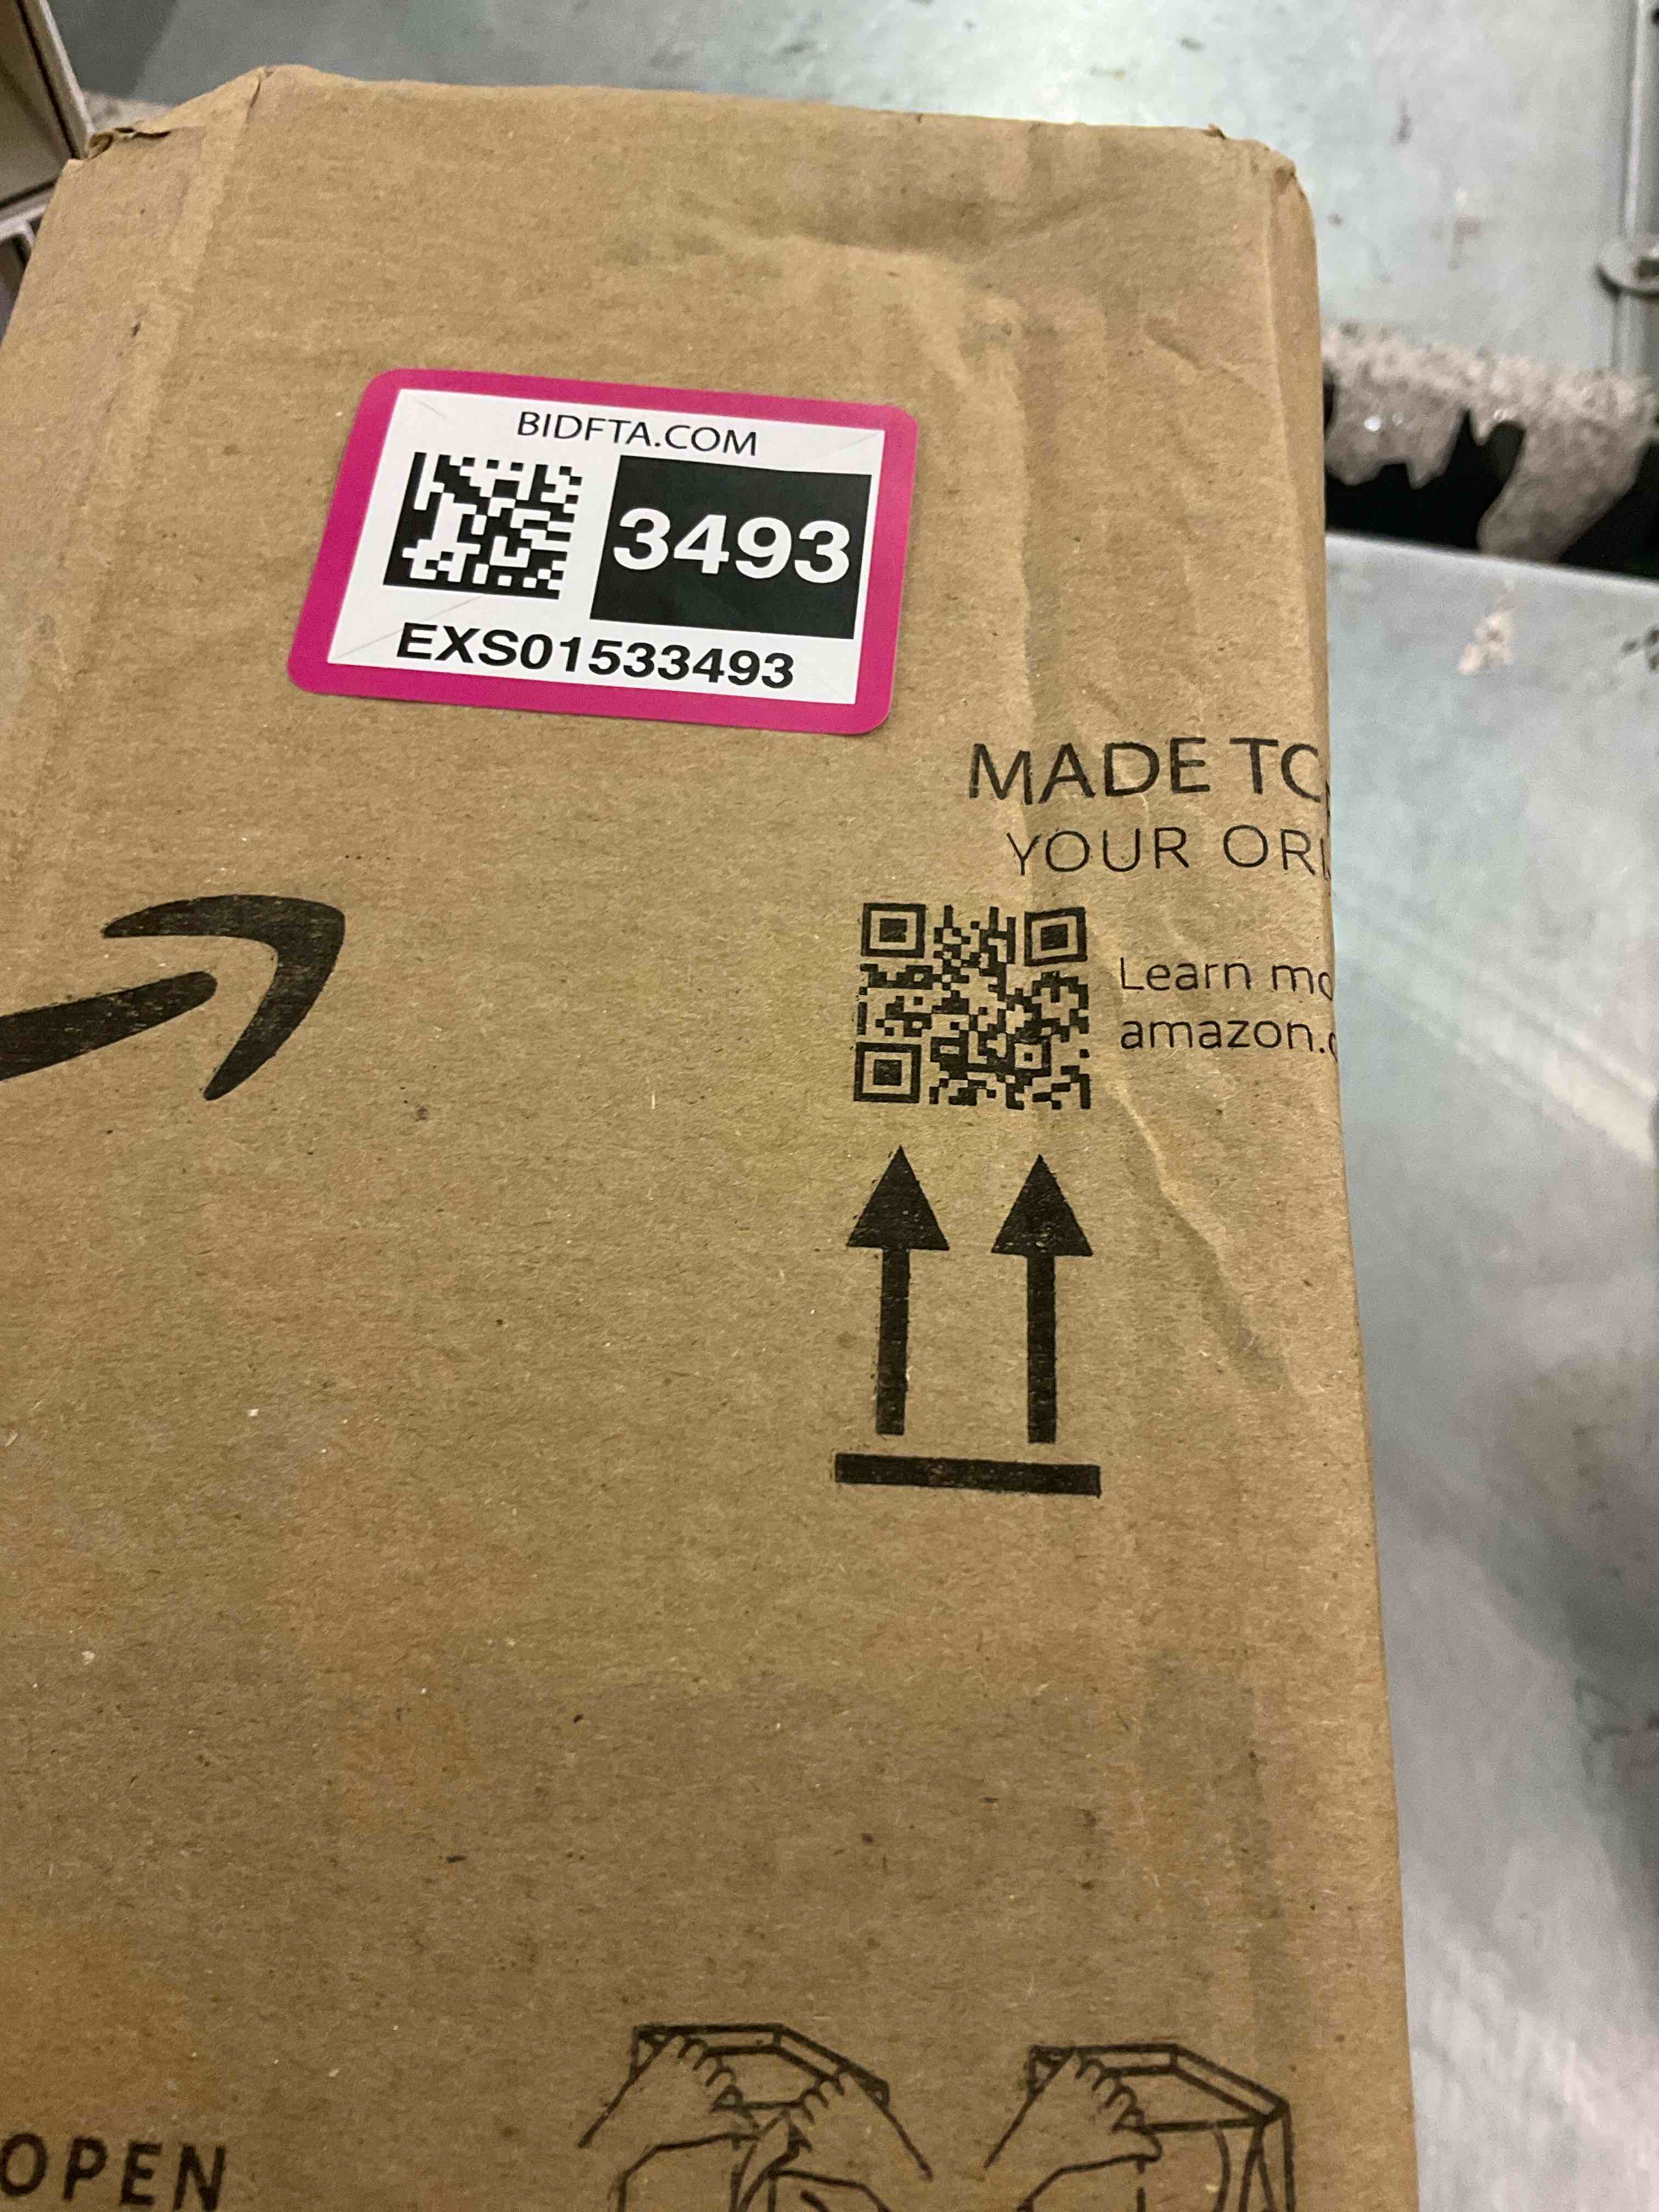 BIDFTA.COM
3493
EXS01533493
MADE TO
YOUR OR
Learn mo
amazon.
OPEN